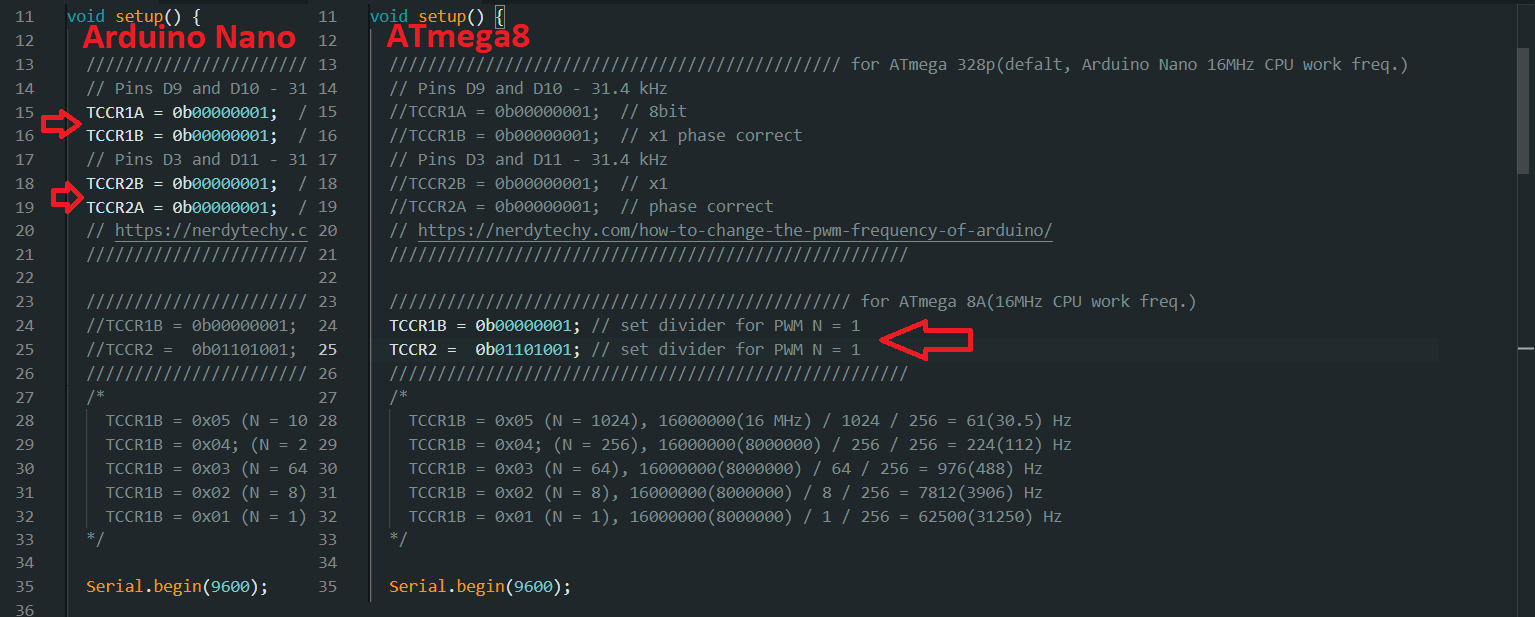 Arduino Nano
11 void setup() {
12
13 ///////////////////////
14 // Pins D9 and D10 - 31
15 TCCR1A = 0b00000001;  /
16 TCCR1B = 0b00000001;  /
17 // Pins D3 and D11 - 31
18 TCCR2B = 0b00000001;  /
19 TCCR2A = 0b00000001;  /
20 // https://nerdytechy.c
21 ///////////////////////
22
23 ///////////////////////
24 //TCCR1B = 0b00000001;
25 //TCCR2 =  0b01101001;
26 ///////////////////////
27 /*
28 TCCR1B = 0x05 (N = 10
29 TCCR1B = 0x04; (N = 2
30 TCCR1B = 0x03 (N = 64
31 TCCR1B = 0x02 (N = 8)
32 TCCR1B = 0x01 (N = 1)
33 */
34
35 Serial.begin(9600);
36
ATmega8
11 void setup() {
12
13 /////////////////////////////////////////////// for ATmega 328p(defalt, Arduino Nano 16MHz CPU work freq.)
14 // Pins D9 and D10 - 31.4 kHz
15 //TCCR1A = 0b00000001;  // 8bit
16 //TCCR1B = 0b00000001;  // x1 phase correct
17 // Pins D3 and D11 - 31.4 kHz
18 //TCCR2B = 0b00000001;  // x1
19 //TCCR2A = 0b00000001;  // phase correct
20 // https://nerdytechy.com/how-to-change-the-pwm-frequency-of-arduino/
21 //////////////////////////////////////////////////////
22
23 //////////////////////////////////////////////// for ATmega 8A(16MHz CPU work freq.)
24 TCCR1B = 0b00000001; // set divider for PWM N = 1
25 TCCR2 =  0b01101001; // set divider for PWM N = 1
26 //////////////////////////////////////////////////////
27 /*
28 TCCR1B = 0x05 (N = 1024), 16000000(16 MHz) / 1024 / 256 = 61(30.5) Hz
29 TCCR1B = 0x04; (N = 256), 16000000(8000000) / 256 / 256 = 224(112) Hz
30 TCCR1B = 0x03 (N = 64), 16000000(8000000) / 64 / 256 = 976(488) Hz
31 TCCR1B = 0x02 (N = 8), 16000000(8000000) / 8 / 256 = 7812(3906) Hz
32 TCCR1B = 0x01 (N = 1), 16000000(8000000) / 1 / 256 = 62500(31250) Hz
33 */
34
35 Serial.begin(9600);